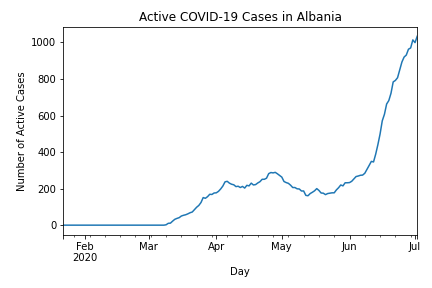 Active COVID-19 Cases in Albania
Number of Active Cases
1000
800
600
400
200
0
Feb
2020
Mar
Apr
May
Jun
Jul
Day